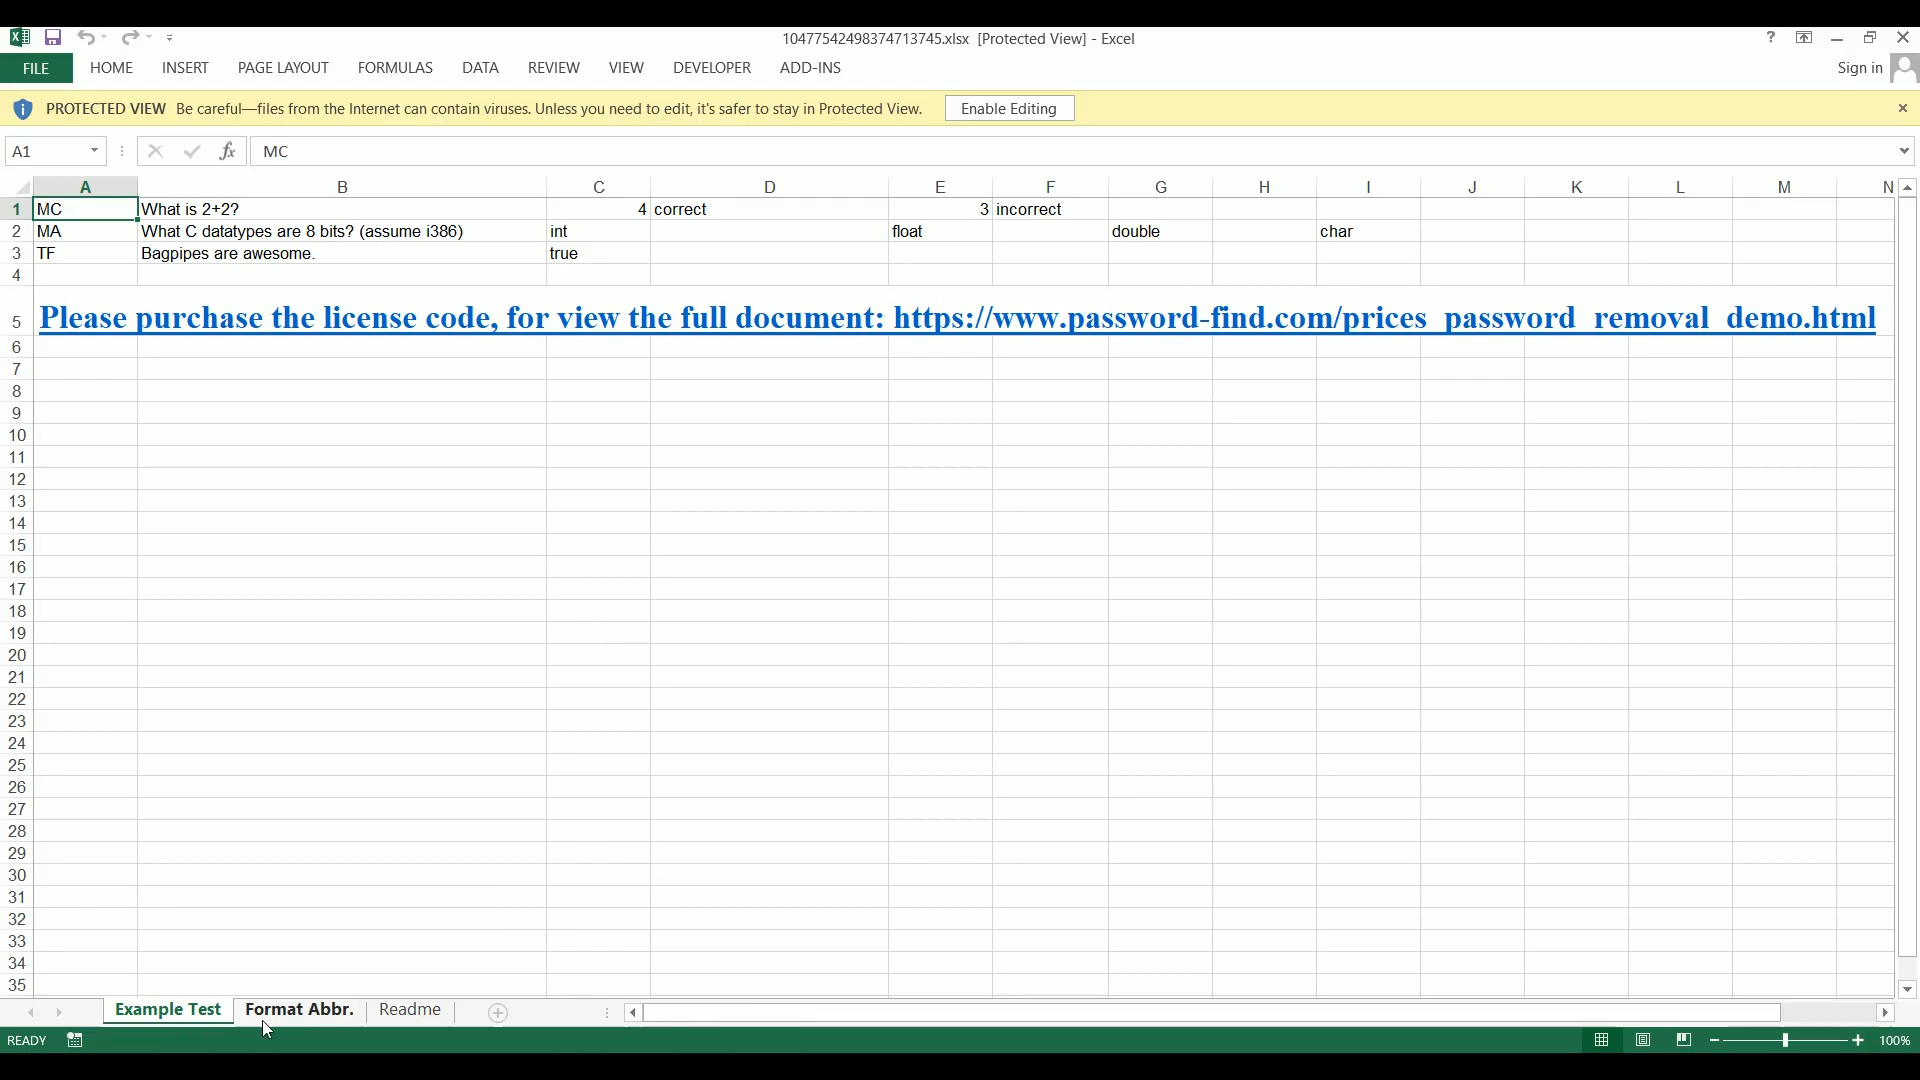 10477542498374713745.xlsx [Protected View] - Excel
?
FILE HOME INSERT PAGE LAYOUT FORMULAS DATA REVIEW VIEW DEVELOPER ADD-INS Sign in
PROTECTED VIEW Be careful—files from the Internet can contain viruses. Unless you need to edit, it's safer to stay in Protected View. Enable Editing
A1 fx MC
A B C D E F G H I J K L M N
1 MC What is 2+2? 4 correct 3 incorrect
2 MA What C datatypes are 8 bits? (assume i386) int float double char
3 TF Bagpipes are awesome. true
4
5 Please purchase the license code, for view the full document: https://www.password-find.com/prices_password_removal_demo.html
6
7
8
9
10
11
12
13
14
15
16
17
18
19
20
21
22
23
24
25
26
27
28
29
30
31
32
33
34
35
Example Test Format Abbr. Readme
READY 100%